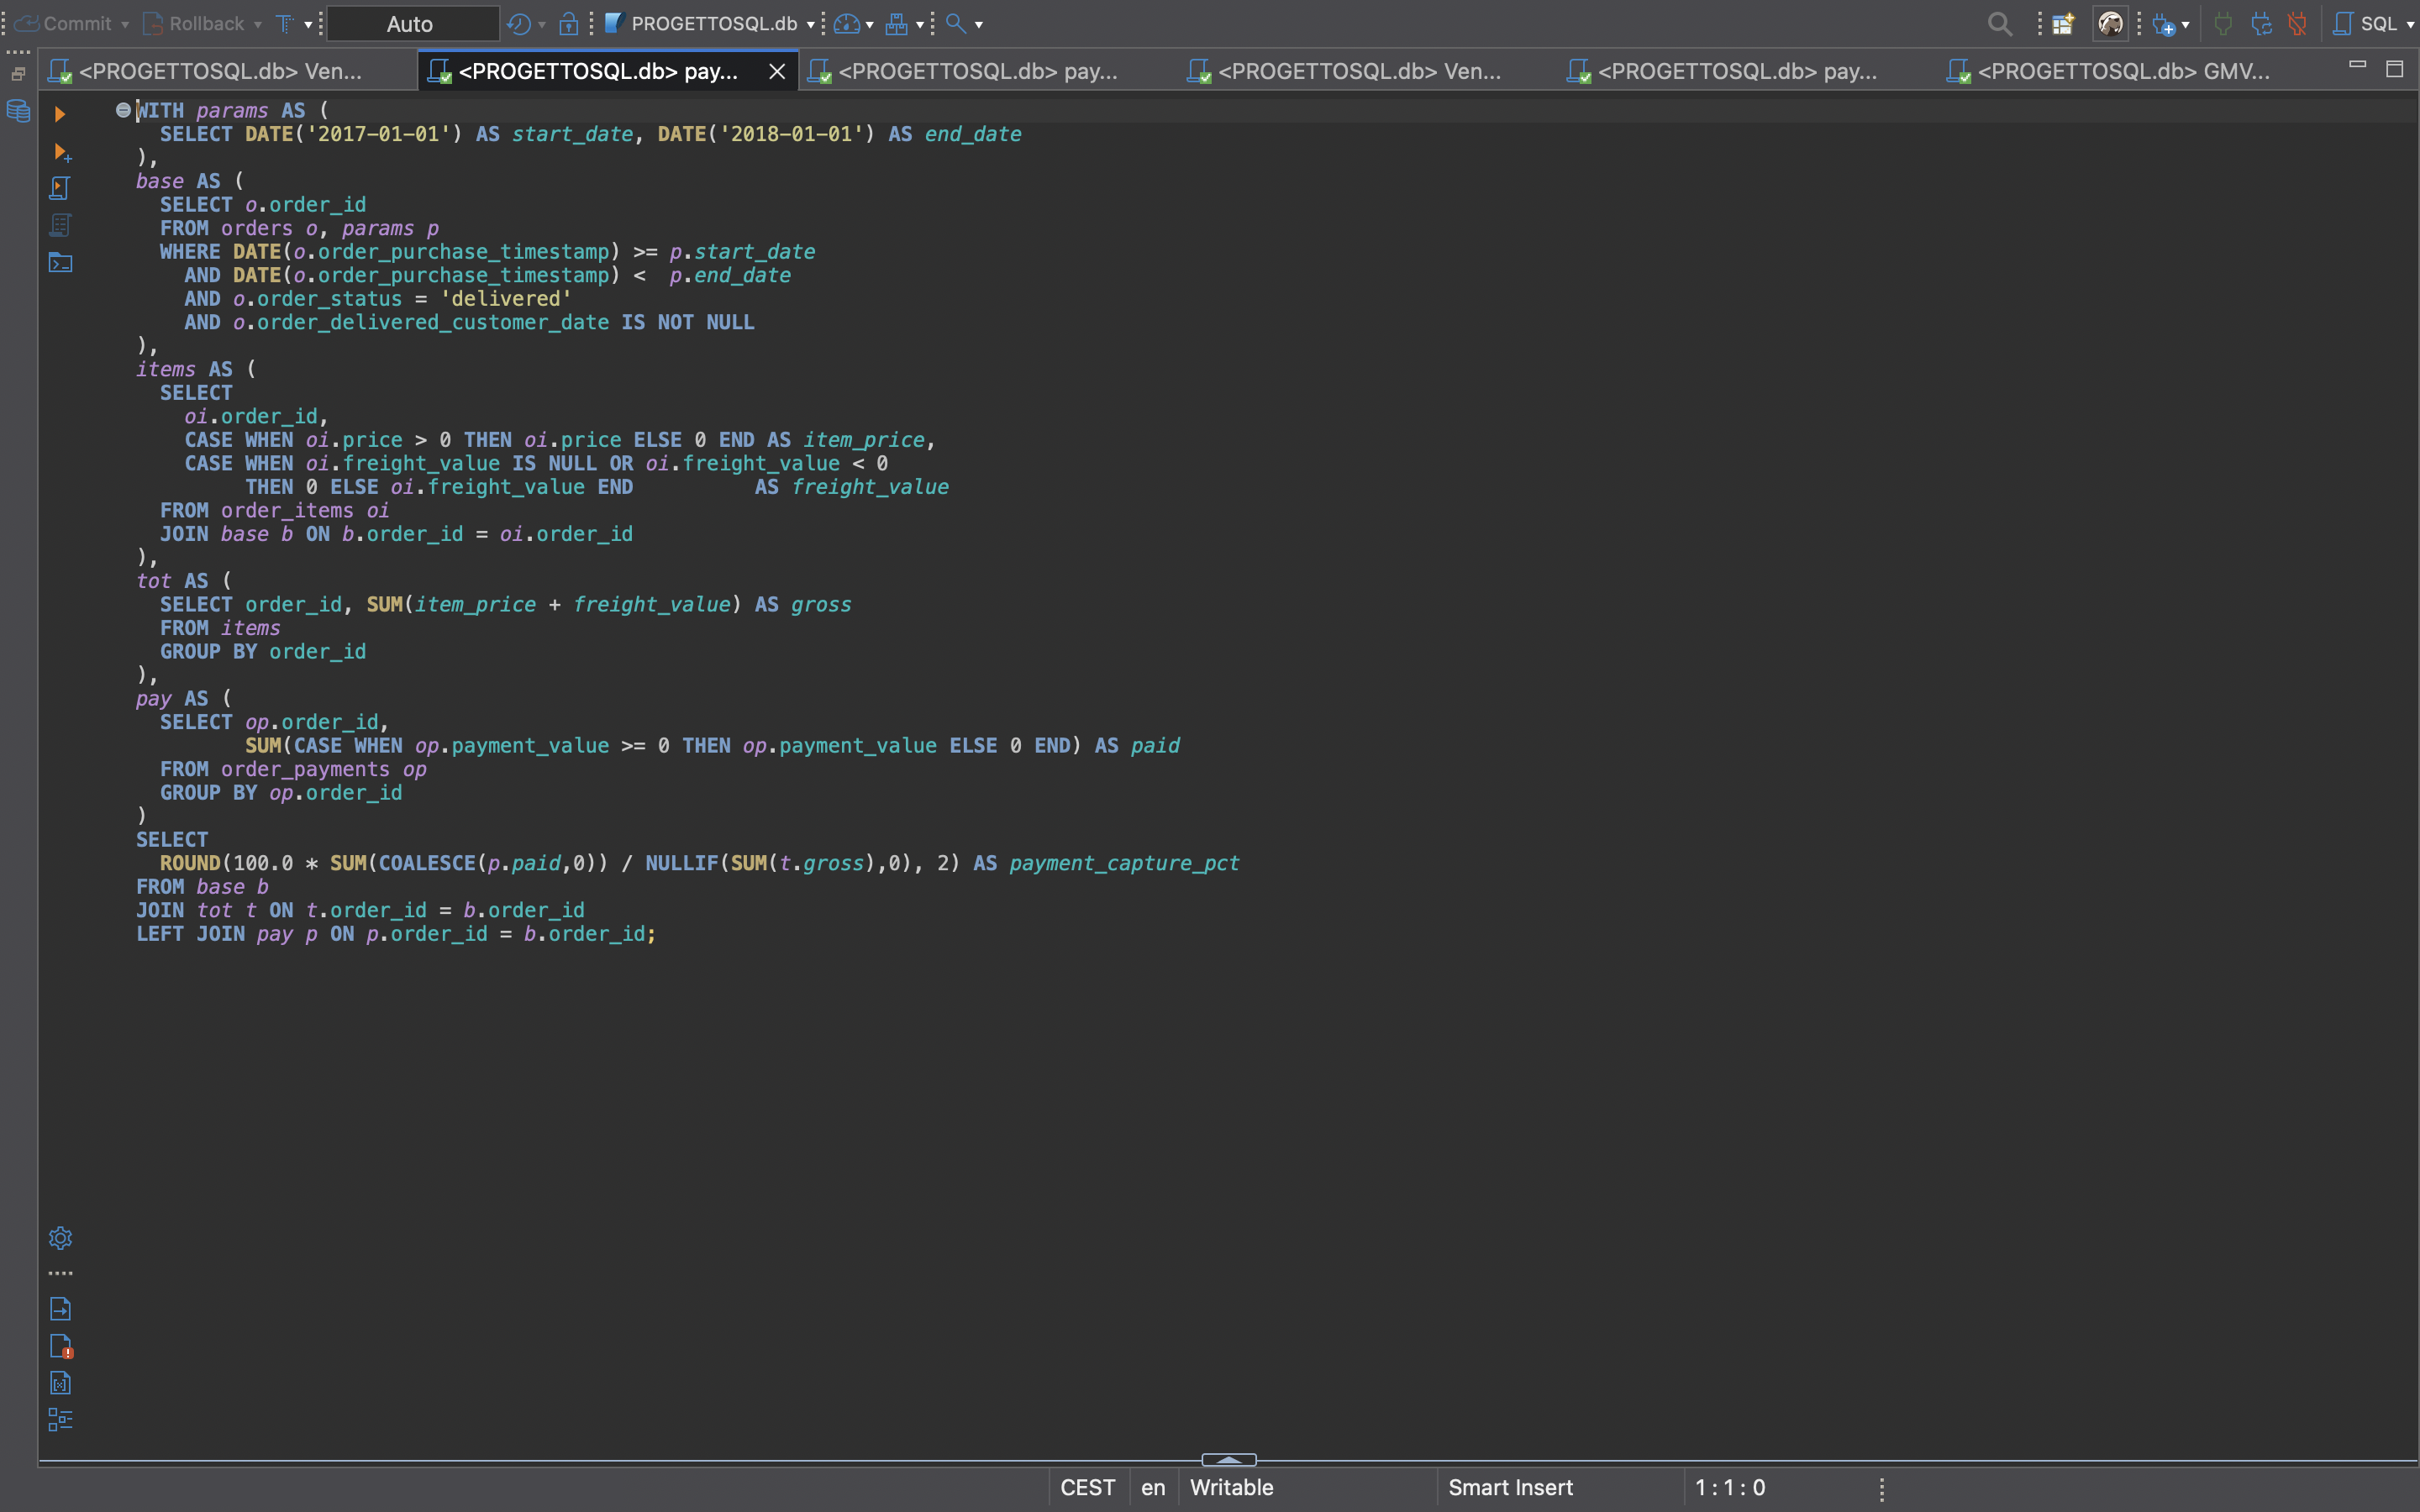 Commit Rollback Auto PROGETTOSQL.db SQL
<PROGETTOSQL.db> Ven... <PROGETTOSQL.db> pay... <PROGETTOSQL.db> pay... <PROGETTOSQL.db> Ven... <PROGETTOSQL.db> pay... <PROGETTOSQL.db> GMV...
WITH params AS (
  SELECT DATE('2017-01-01') AS start_date, DATE('2018-01-01') AS end_date
),
base AS (
  SELECT o.order_id
  FROM orders o, params p
  WHERE DATE(o.order_purchase_timestamp) >= p.start_date
    AND DATE(o.order_purchase_timestamp) <  p.end_date
    AND o.order_status = 'delivered'
    AND o.order_delivered_customer_date IS NOT NULL
),
items AS (
  SELECT
    oi.order_id,
    CASE WHEN oi.price > 0 THEN oi.price ELSE 0 END AS item_price,
    CASE WHEN oi.freight_value IS NULL OR oi.freight_value < 0
         THEN 0 ELSE oi.freight_value END          AS freight_value
  FROM order_items oi
  JOIN base b ON b.order_id = oi.order_id
),
tot AS (
  SELECT order_id, SUM(item_price + freight_value) AS gross
  FROM items
  GROUP BY order_id
),
pay AS (
  SELECT op.order_id,
         SUM(CASE WHEN op.payment_value >= 0 THEN op.payment_value ELSE 0 END) AS paid
  FROM order_payments op
  GROUP BY op.order_id
)
SELECT
  ROUND(100.0 * SUM(COALESCE(p.paid,0)) / NULLIF(SUM(t.gross),0), 2) AS payment_capture_pct
FROM base b
JOIN tot t ON t.order_id = b.order_id
LEFT JOIN pay p ON p.order_id = b.order_id;
CEST en Writable Smart Insert 1 : 1 : 0